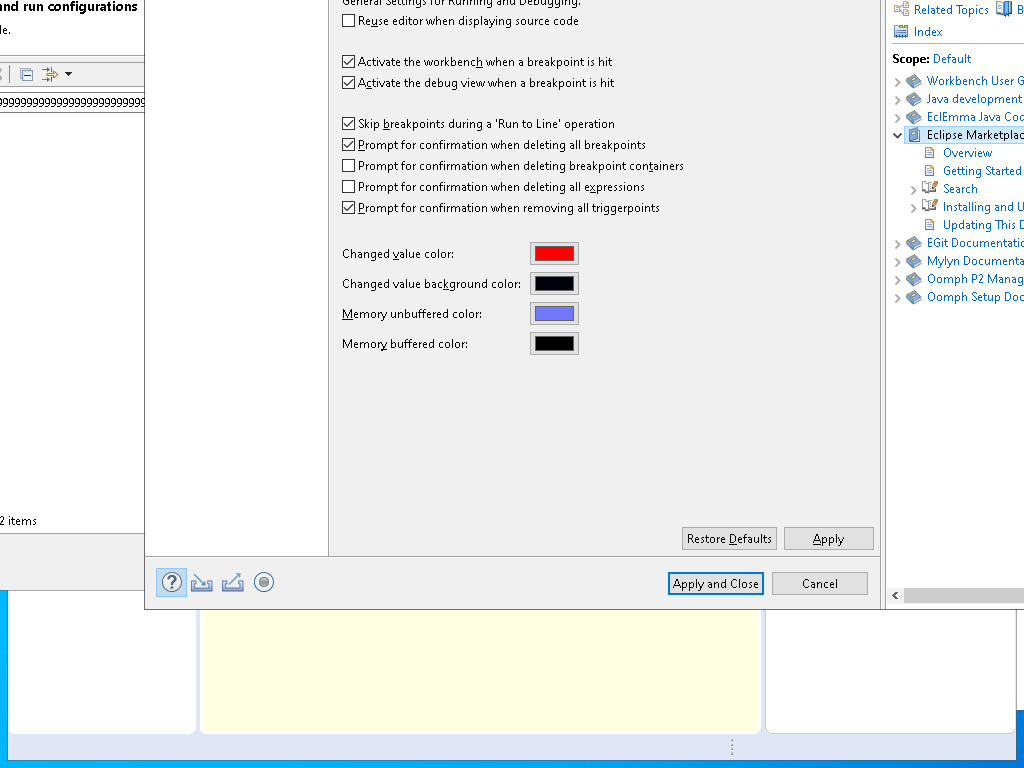 and run configurations
le.
2 items
General Settings for Running and Debugging.
Reuse editor when displaying source code
Activate the workbench when a breakpoint is hit
Activate the debug view when a breakpoint is hit
Skip breakpoints during a 'Run to Line' operation
Prompt for confirmation when deleting all breakpoints
Prompt for confirmation when deleting breakpoint containers
Prompt for confirmation when deleting all expressions
Prompt for confirmation when removing all triggerpoints
Changed value color:
Changed value background color:
Memory unbuffered color:
Memory buffered color:
Restore Defaults
Apply
Apply and Close
Cancel
Related Topics
B
Index
Scope: Default
Workbench User G
Java development
EclEmma Java Coc
Eclipse Marketplac
Overview
Getting Started
Search
Installing and U
Updating This D
EGit Documentatic
Mylyn Documenta
Oomph P2 Manag
Oomph Setup Doc